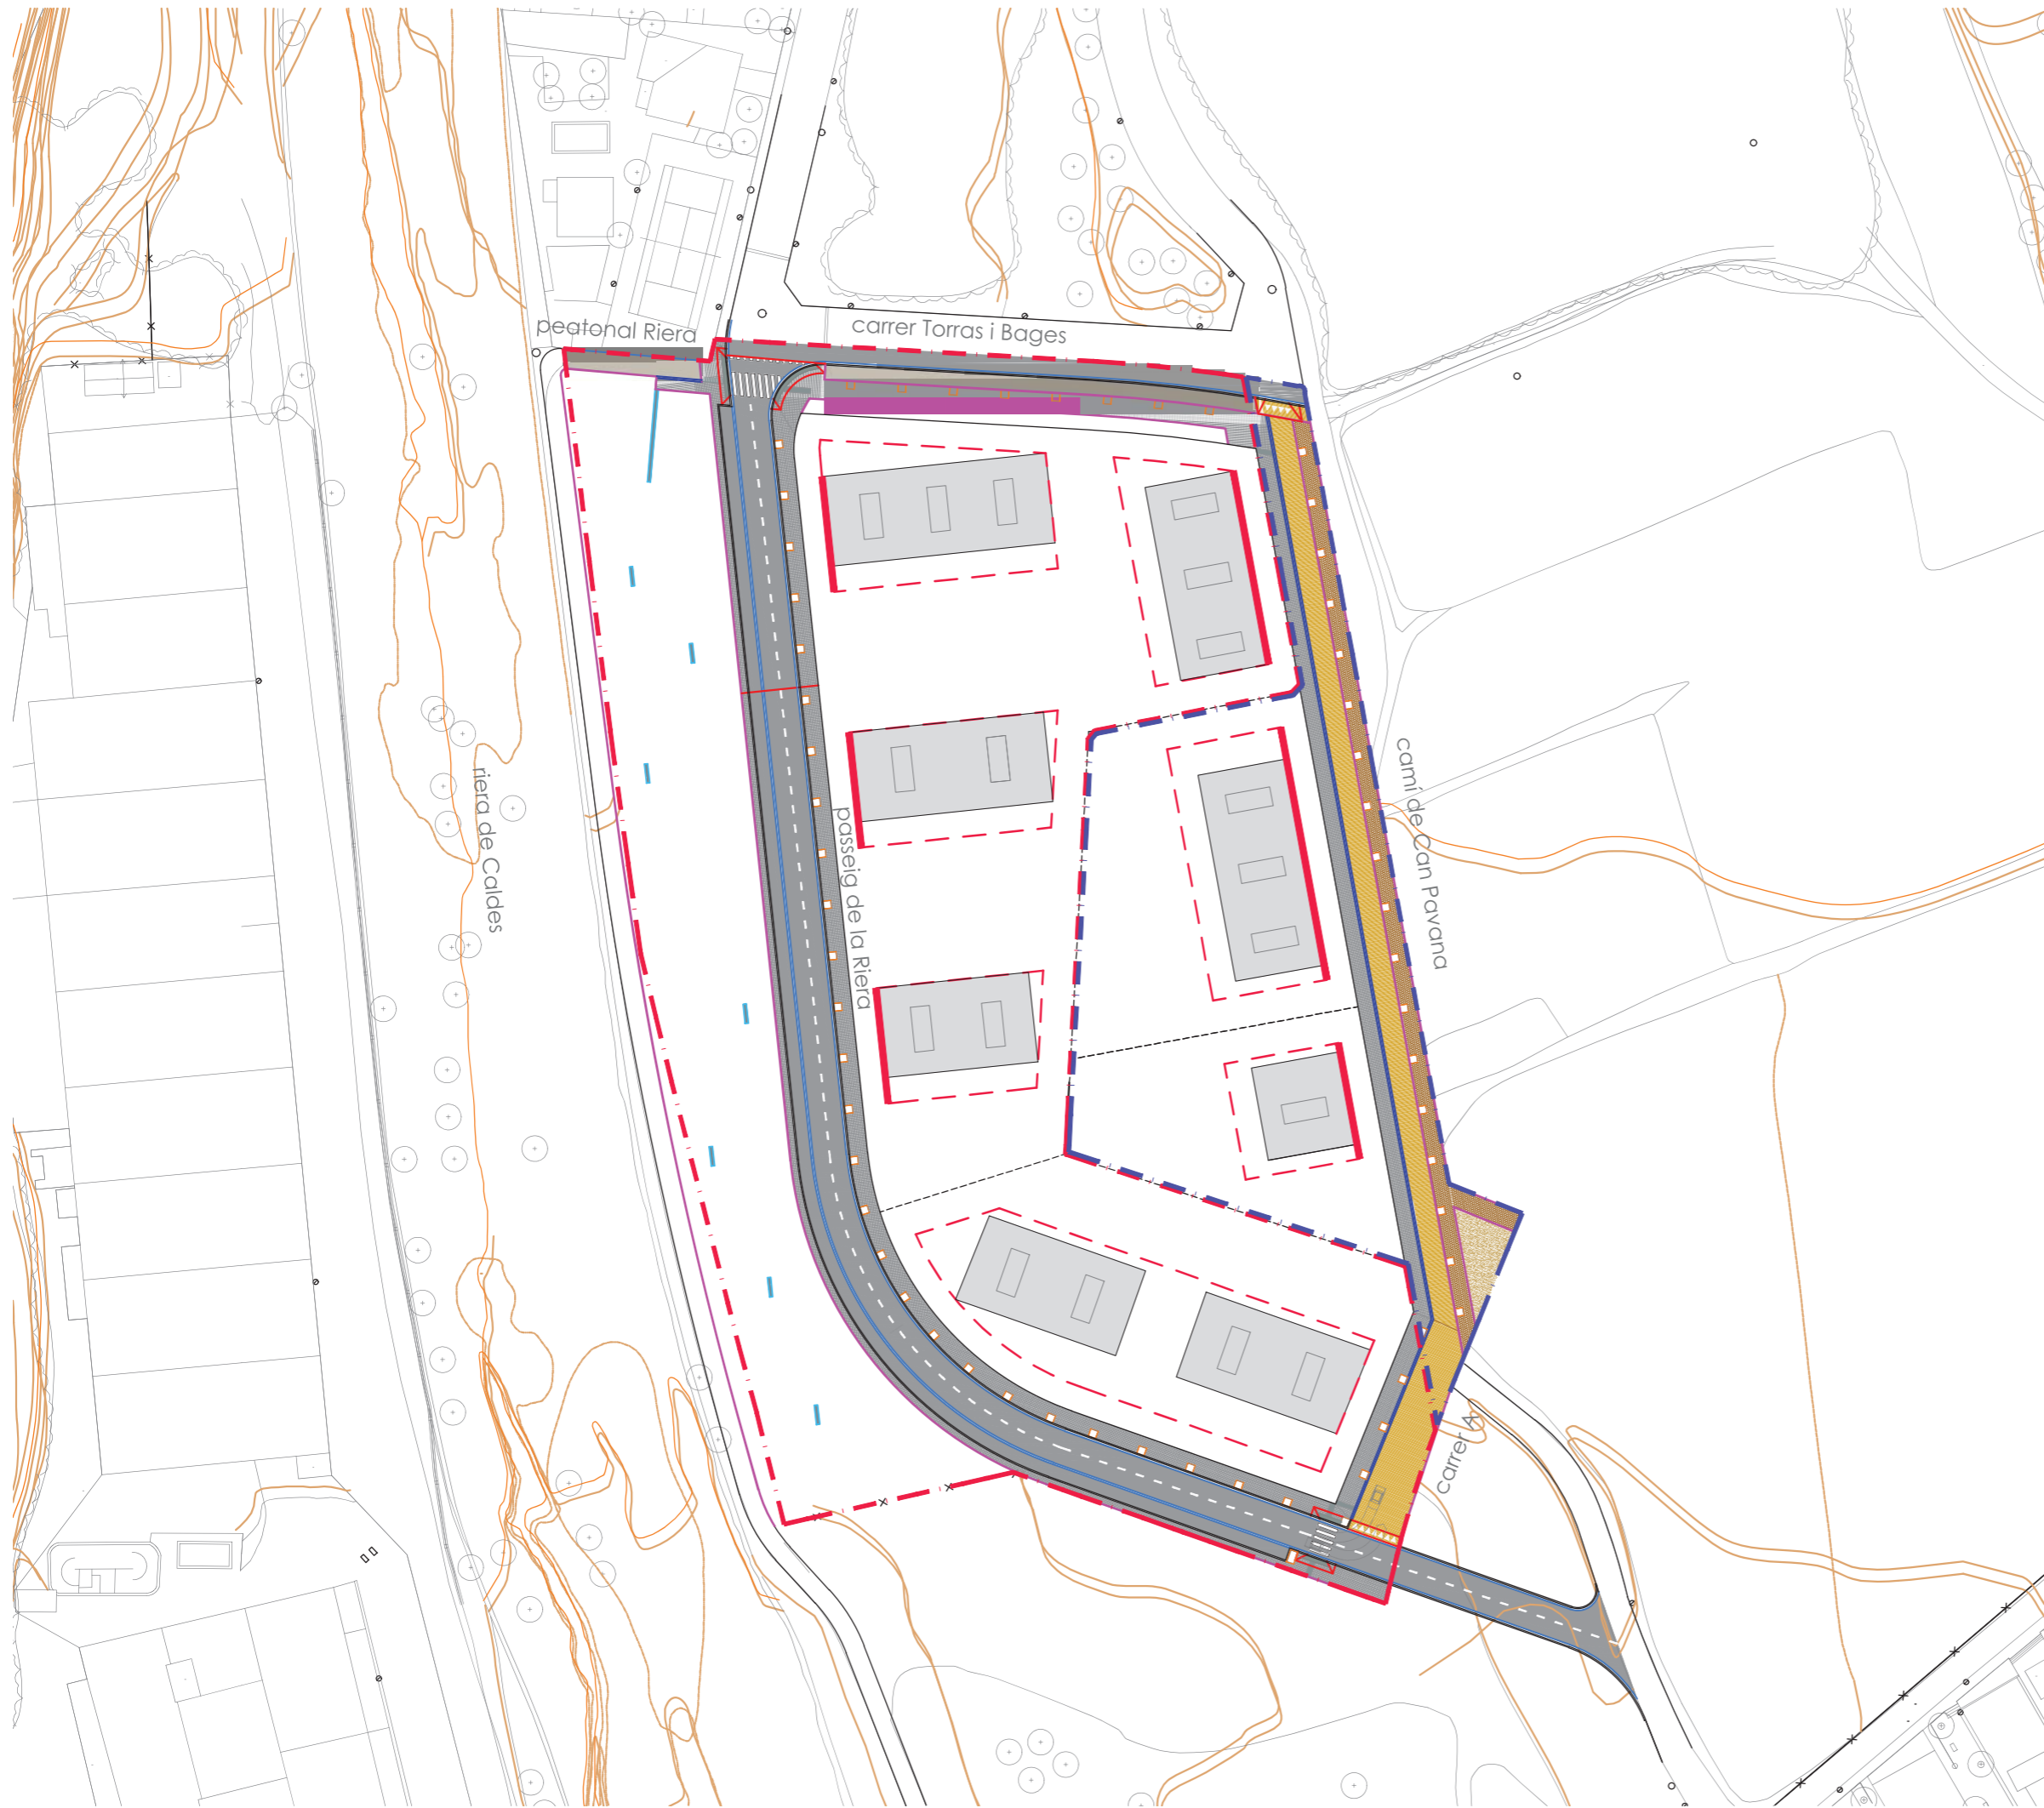 peatonal Riera
carrer Torras i Bages
riera de Caldes
passeig de la Riera
camí de Can Pavana
carrer A